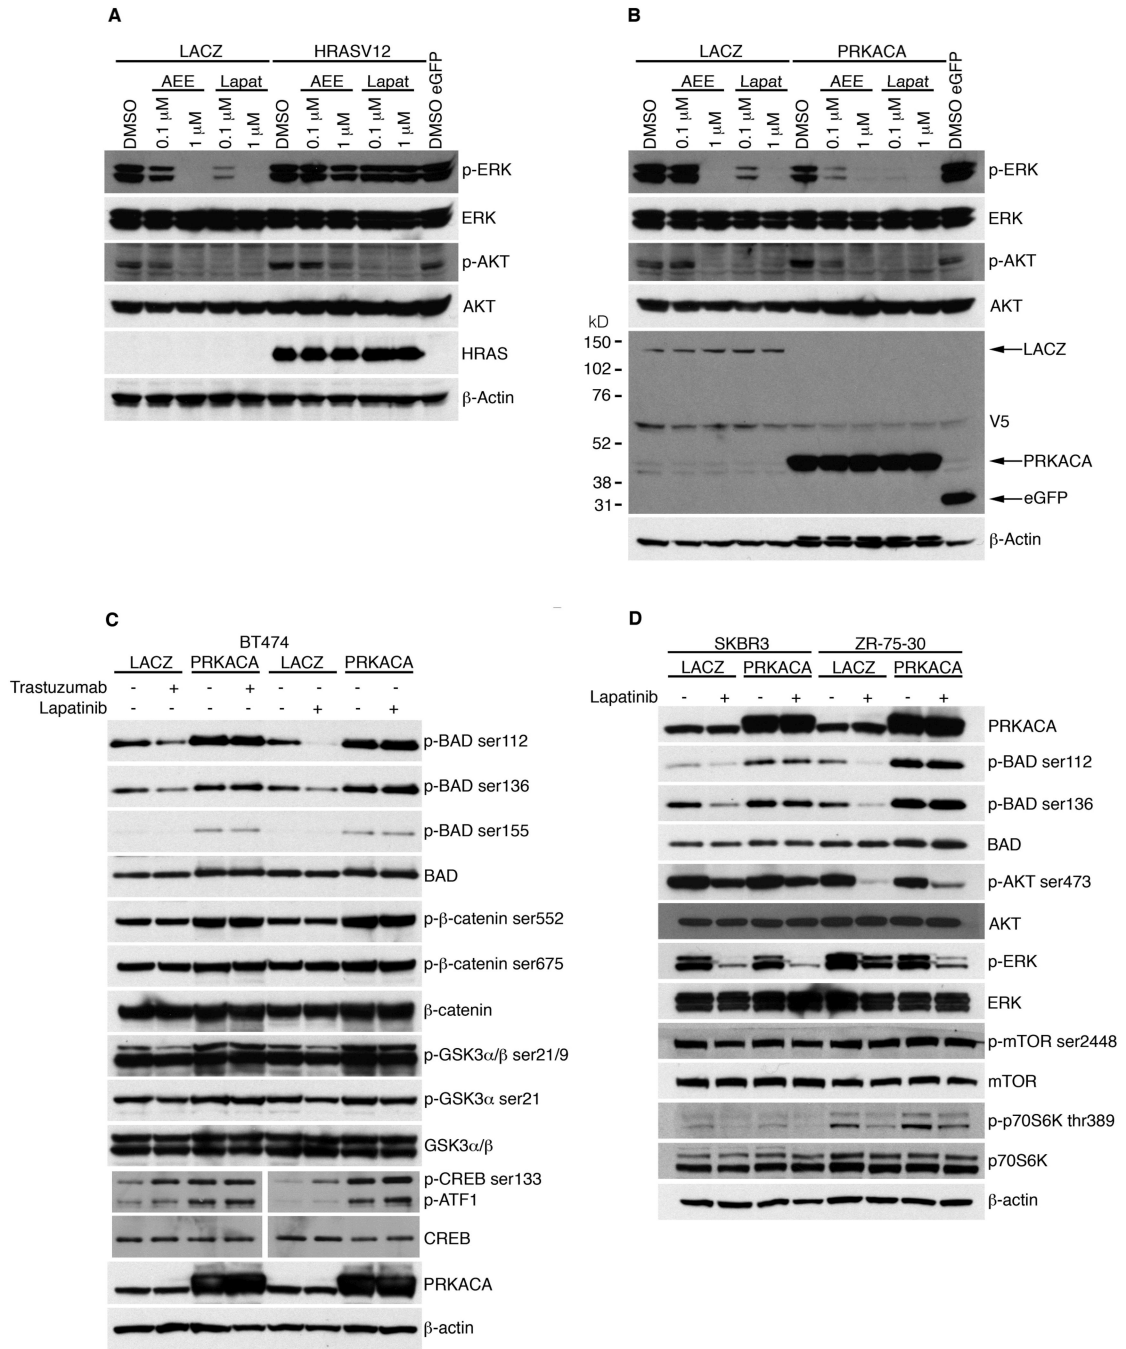 A
LACZ HRASV12
AEE Lapat AEE Lapat
DMSO 0.1 μM 1 μM 0.1 μM 1 μM DMSO 0.1 μM 1 μM 0.1 μM 1 μM DMSO eGFP
p-ERK
ERK
p-AKT
AKT
HRAS
β-Actin
B
LACZ PRKACA
AEE Lapat AEE Lapat
DMSO 0.1 μM 1 μM 0.1 μM 1 μM DMSO 0.1 μM 1 μM 0.1 μM 1 μM DMSO eGFP
p-ERK
ERK
p-AKT
AKT
kD
150
102
76
52
38
31
LACZ
V5
PRKACA
eGFP
β-Actin
C
BT474
LACZ PRKACA LACZ PRKACA
Trastuzumab - + - + - - - -
Lapatinib - - - - - + - +
p-BAD ser112
p-BAD ser136
p-BAD ser155
BAD
p-β-catenin ser552
p-β-catenin ser675
β-catenin
p-GSK3α/β ser21/9
p-GSK3α ser21
GSK3α/β
p-CREB ser133
p-ATF1
CREB
PRKACA
β-actin
D
SKBR3 ZR-75-30
LACZ PRKACA LACZ PRKACA
Lapatinib - + - + - + - +
PRKACA
p-BAD ser112
p-BAD ser136
BAD
p-AKT ser473
AKT
p-ERK
ERK
p-mTOR ser2448
mTOR
p-p70S6K thr389
p70S6K
β-actin